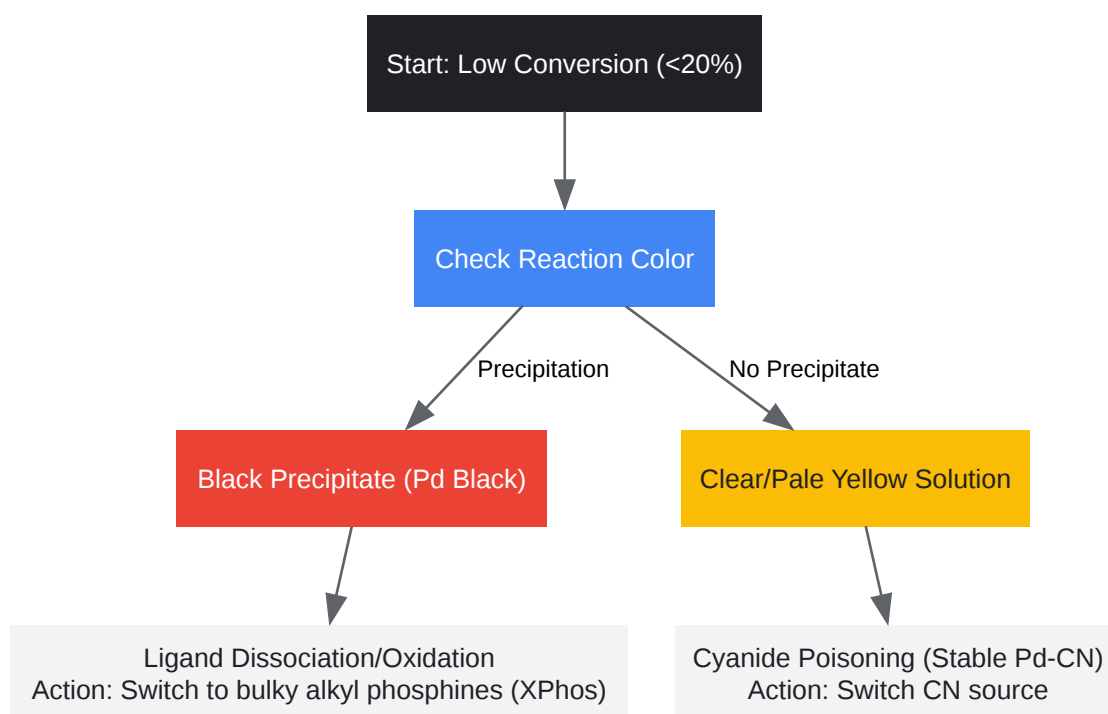 Start: Low Conversion (<20%)
Check Reaction Color
Precipitation
No Precipitate
Black Precipitate (Pd Black)
Clear/Pale Yellow Solution
Ligand Dissociation/Oxidation
Action: Switch to bulky alkyl phosphines (XPhos)
Cyanide Poisoning (Stable Pd-CN)
Action: Switch CN source